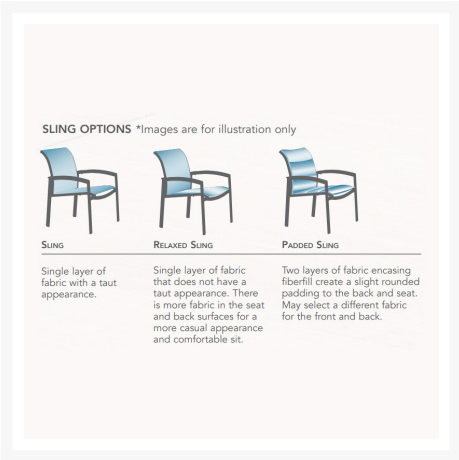 SLING OPTIONS *Images are for illustration only
SLING
RELAXED SLING
PADDED SLING
Single layer of
fabric with a taut
appearance.
Single layer of fabric
that does not have a
taut appearance. There
is more fabric in the seat
and back surfaces for a
more casual appearance
and comfortable sit.
Two layers of fabric encasing
fiberfill create a slight rounded
padding to the back and seat.
May select a different fabric
for the front and back.